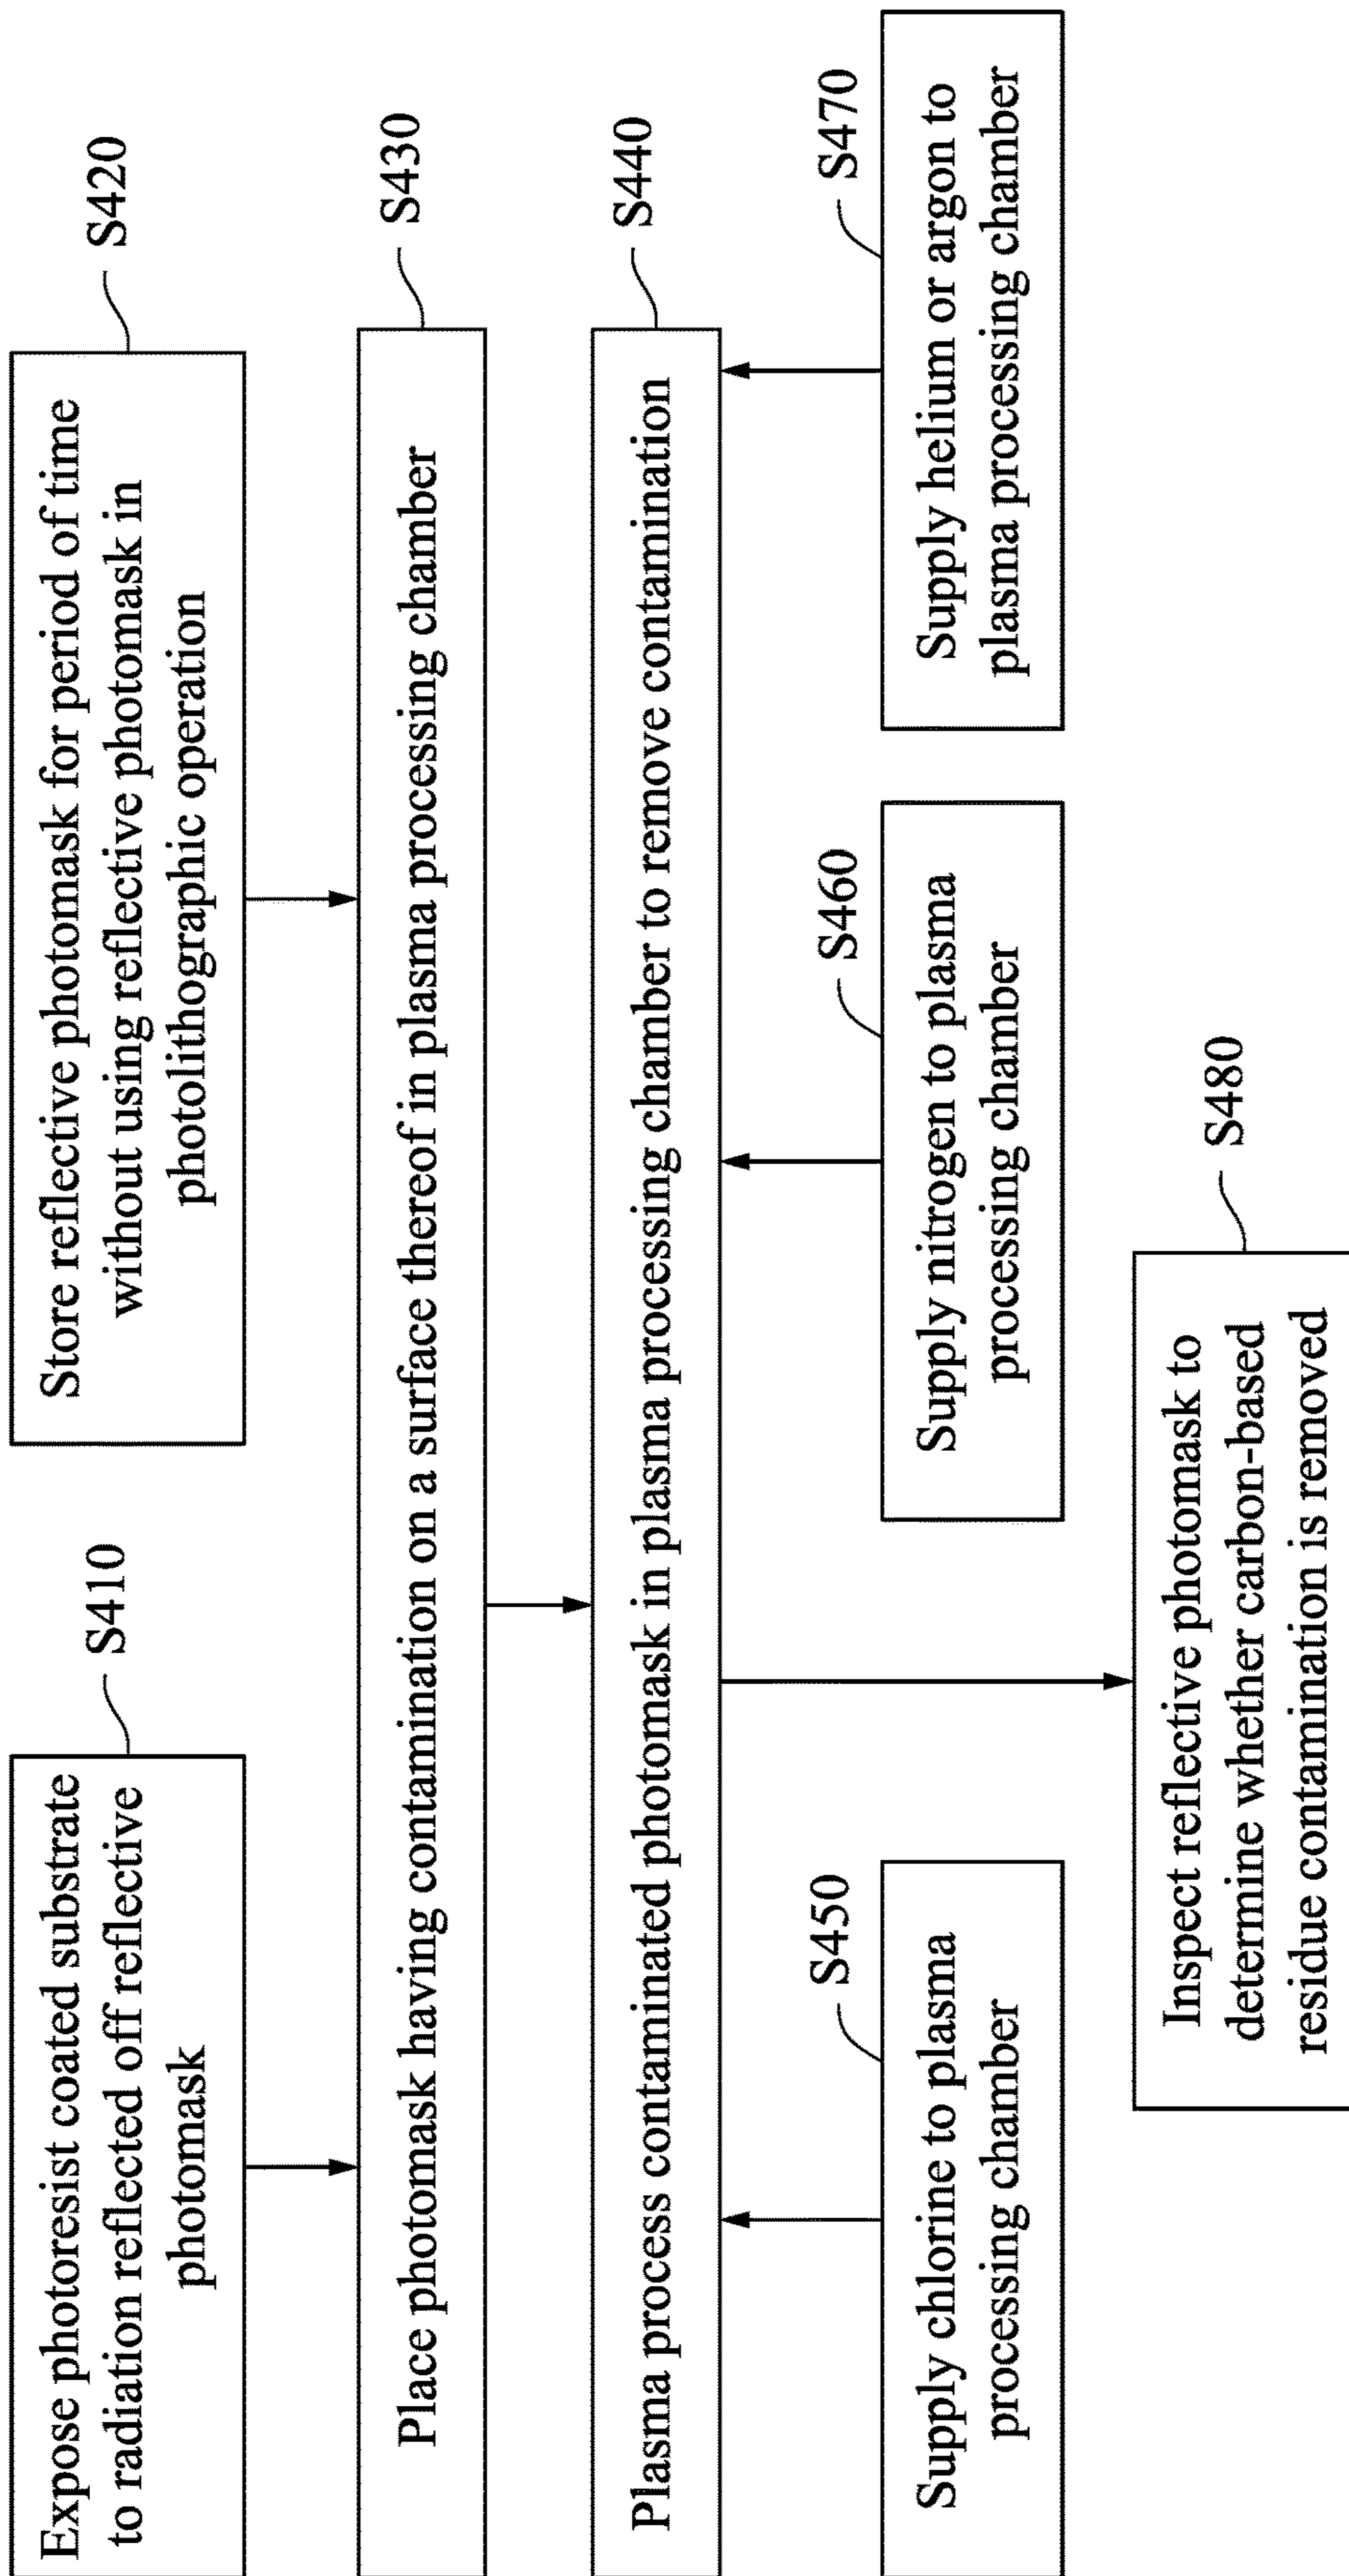 S410
Expose photoresist coated substrate
to radiation reflected off reflective
photomask
S420
Store reflective photomask for period of time
without using reflective photomask in
photolithographic operation
S430
Place photomask having contamination on a surface thereof in plasma processing chamber
S440
Plasma process contaminated photomask in plasma processing chamber to remove contamination
S450
Supply chlorine to plasma
processing chamber
S460
Supply nitrogen to plasma
processing chamber
S470
Supply helium or argon to
plasma processing chamber
S480
Inspect reflective photomask to
determine whether carbon-based
residue contamination is removed